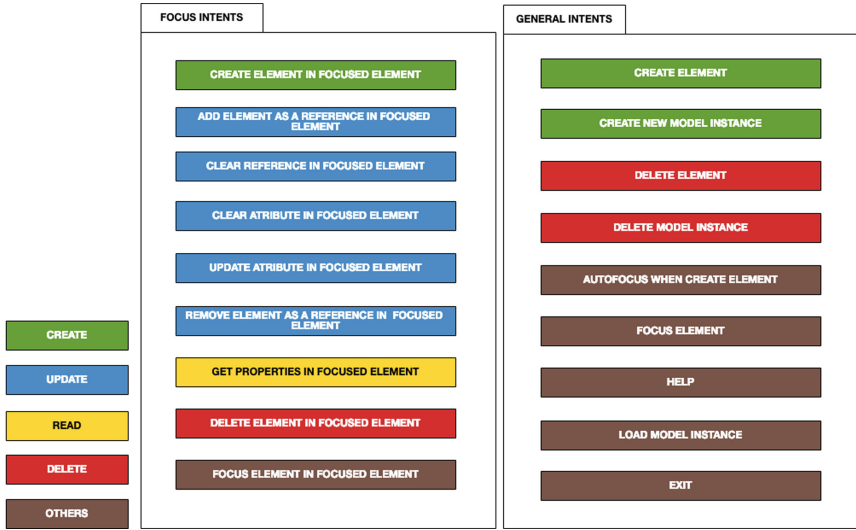 FOCUS INTENTS
CREATE ELEMENT IN FOCUSED ELEMENT
ADD ELEMENT AS A REFERENCE IN FOCUSED
ELEMENT
CLEAR REFERENCE IN FOCUSED ELEMENT
CLEAR ATRIBUTE IN FOCUSED ELEMENT
UPDATE ATRIBUTE IN FOCUSED ELEMENT
REMOVE ELEMENT AS A REFERENCE IN FOCUSED
ELEMENT
GET PROPERTIES IN FOCUSED ELEMENT
DELETE ELEMENT IN FOCUSED ELEMENT
FOCUS ELEMENT IN FOCUSED ELEMENT
GENERAL INTENTS
CREATE ELEMENT
CREATE NEW MODEL INSTANCE
DELETE ELEMENT
DELETE MODEL INSTANCE
AUTOFOCUS WHEN CREATE ELEMENT
FOCUS ELEMENT
HELP
LOAD MODEL INSTANCE
EXIT
CREATE
UPDATE
READ
DELETE
OTHERS